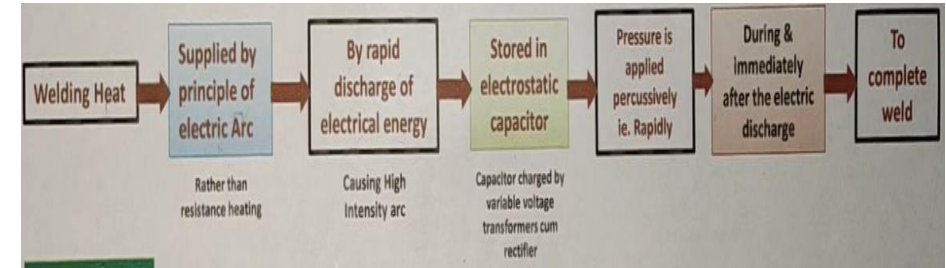 Welding Heat
Supplied by
principle of
electric Arc
Rather than
resistance heating
By rapid
discharge of
electrical energy
Causing High
Intensity arc
Stored in
electrostatic
capacitor
Capacitor charged by
variable voltage
transformers cum
rectifier
Pressure is
applied
percussively
ie. Rapidly
During &
immediately
after the electric
discharge
To
complete
weld